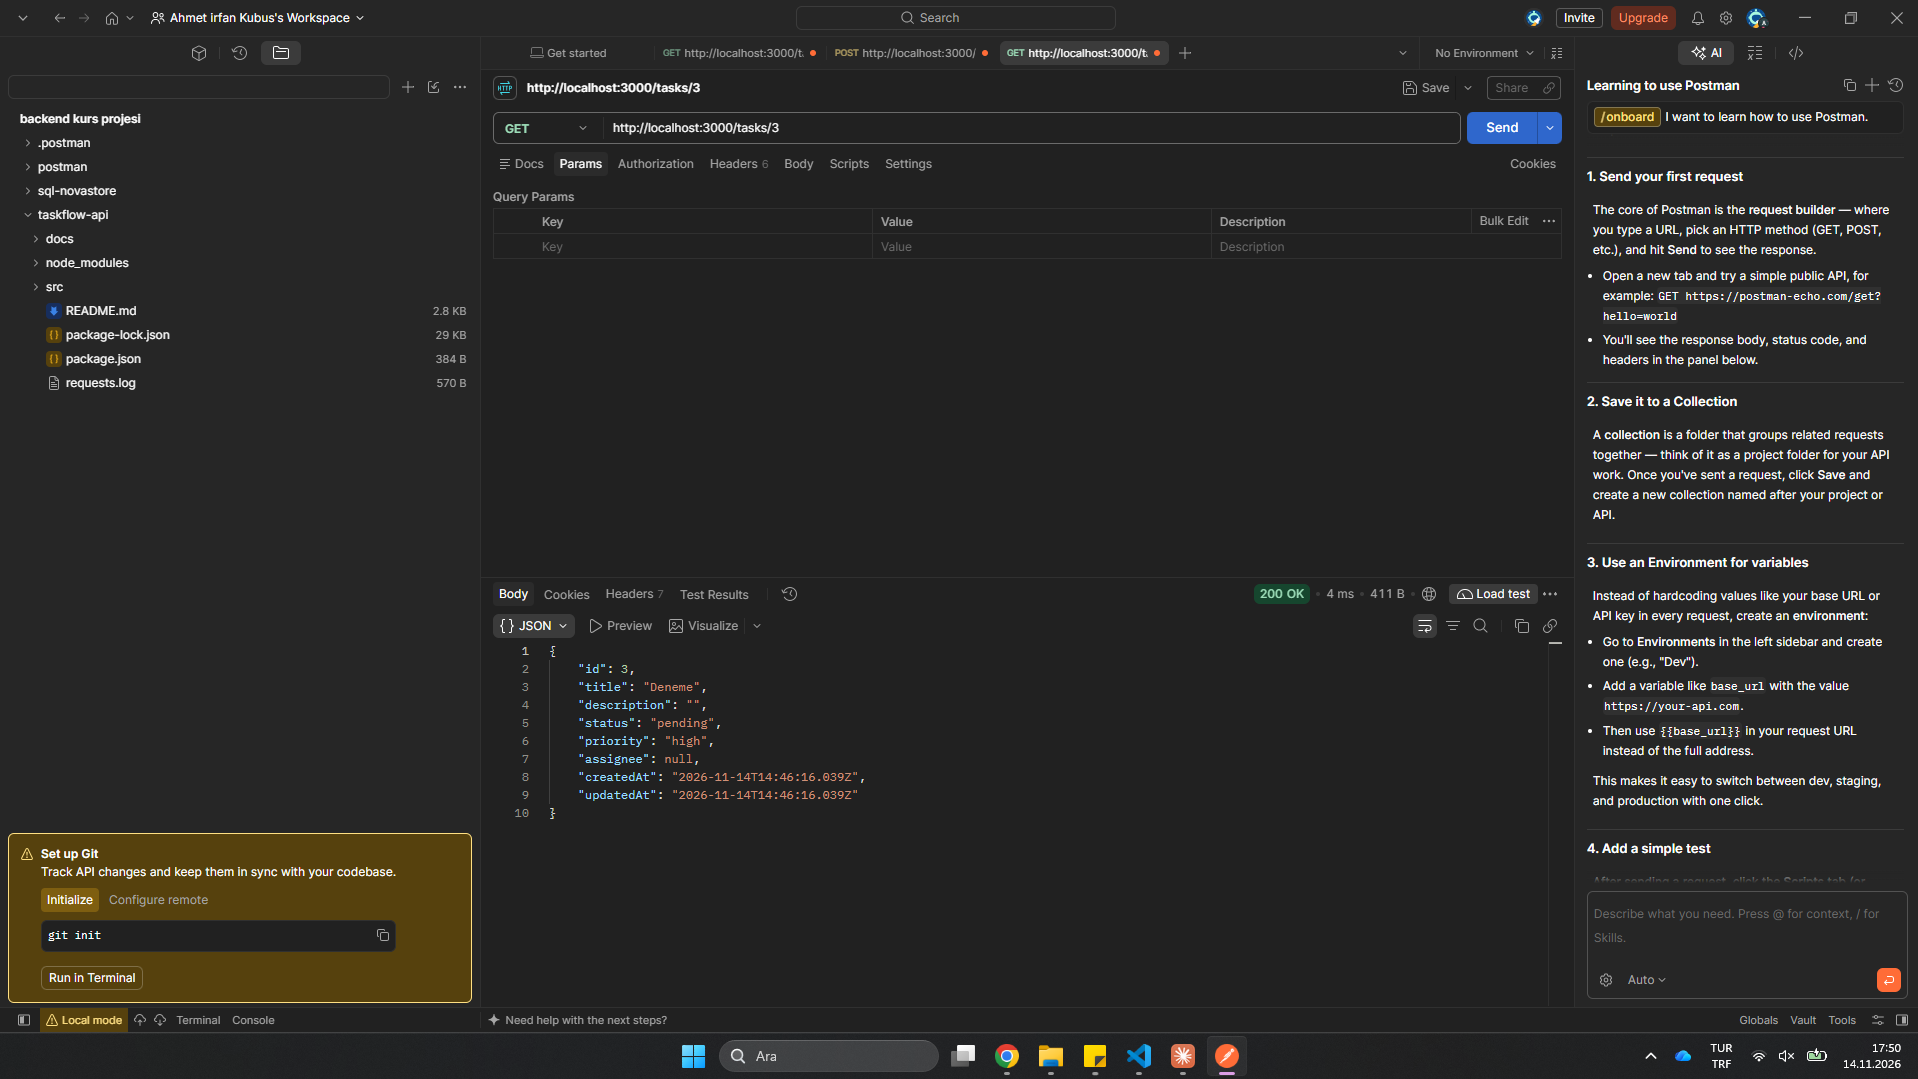 Ahmet irfan Kubus's Workspace
Search
Invite
Upgrade
Get started
GET http://localhost:3000/t
POST http://localhost:3000/
GET http://localhost:3000/t
No Environment
AI
http://localhost:3000/tasks/3
Save
Share
GET
http://localhost:3000/tasks/3
Send
Docs
Params
Authorization
Headers 6
Body
Scripts
Settings
Cookies
Query Params
Key
Value
Description
Bulk Edit
Key
Value
Description
backend kurs projesi
.postman
postman
sql-novastore
taskflow-api
docs
node_modules
src
README.md 2.8 KB
package-lock.json 29 KB
package.json 384 B
requests.log 570 B
Set up Git
Track API changes and keep them in sync with your codebase.
Initialize
Configure remote
git init
Run in Terminal
Body
Cookies
Headers 7
Test Results
200 OK
4 ms
411 B
Load test
{} JSON
Preview
Visualize
1 {
2 "id": 3,
3 "title": "Deneme",
4 "description": "",
5 "status": "pending",
6 "priority": "high",
7 "assignee": null,
8 "createdAt": "2026-11-14T14:46:16.039Z",
9 "updatedAt": "2026-11-14T14:46:16.039Z"
10 }
Learning to use Postman
/onboard I want to learn how to use Postman.
1. Send your first request
The core of Postman is the request builder — where
you type a URL, pick an HTTP method (GET, POST,
etc.), and hit Send to see the response.
Open a new tab and try a simple public API, for
example: GET https://postman-echo.com/get?
hello=world
You'll see the response body, status code, and
headers in the panel below.
2. Save it to a Collection
A collection is a folder that groups related requests
together — think of it as a project folder for your API
work. Once you've sent a request, click Save and
create a new collection named after your project or
API.
3. Use an Environment for variables
Instead of hardcoding values like your base URL or
API key in every request, create an environment:
Go to Environments in the left sidebar and create
one (e.g., "Dev").
Add a variable like base_url with the value
https://your-api.com.
Then use {{base_url}} in your request URL
instead of the full address.
This makes it easy to switch between dev, staging,
and production with one click.
4. Add a simple test
After sending a request, click the Scripts tab (or
Describe what you need. Press @ for context, / for
Skills.
Auto
Local mode
Terminal
Console
Need help with the next steps?
Globals
Vault
Tools
Ara
TUR
TRF
17:50
14.11.2026